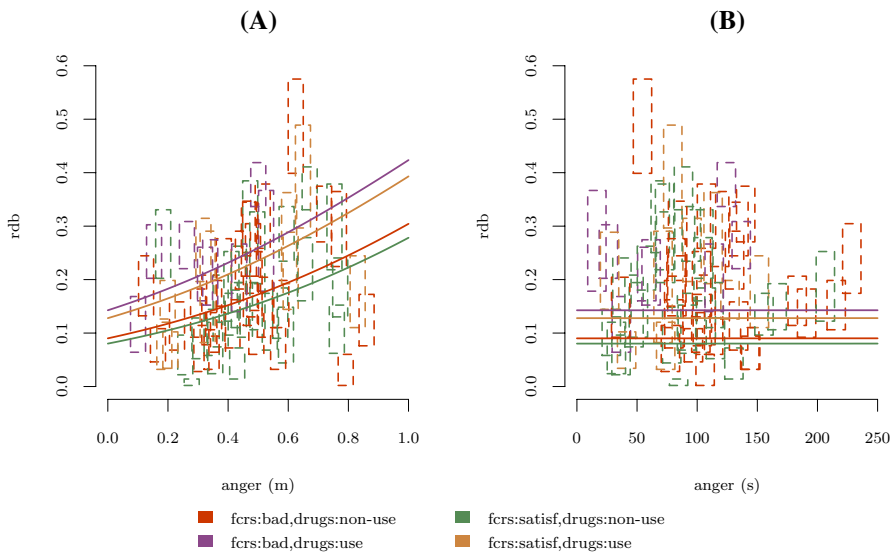 (A) (B)
0.6 0.6
0.5 0.5
0.4 0.4
rdb 0.3 rdb 0.3
0.2 0.2
0.1 0.1
0.0 0.0
0.0 0.2 0.4 0.6 0.8 1.0 0 50 100 150 200 250
anger (m) anger (s)
fcrs:bad,drugs:non-use fcrs:satisf,drugs:non-use
fcrs:bad,drugs:use fcrs:satisf,drugs:use